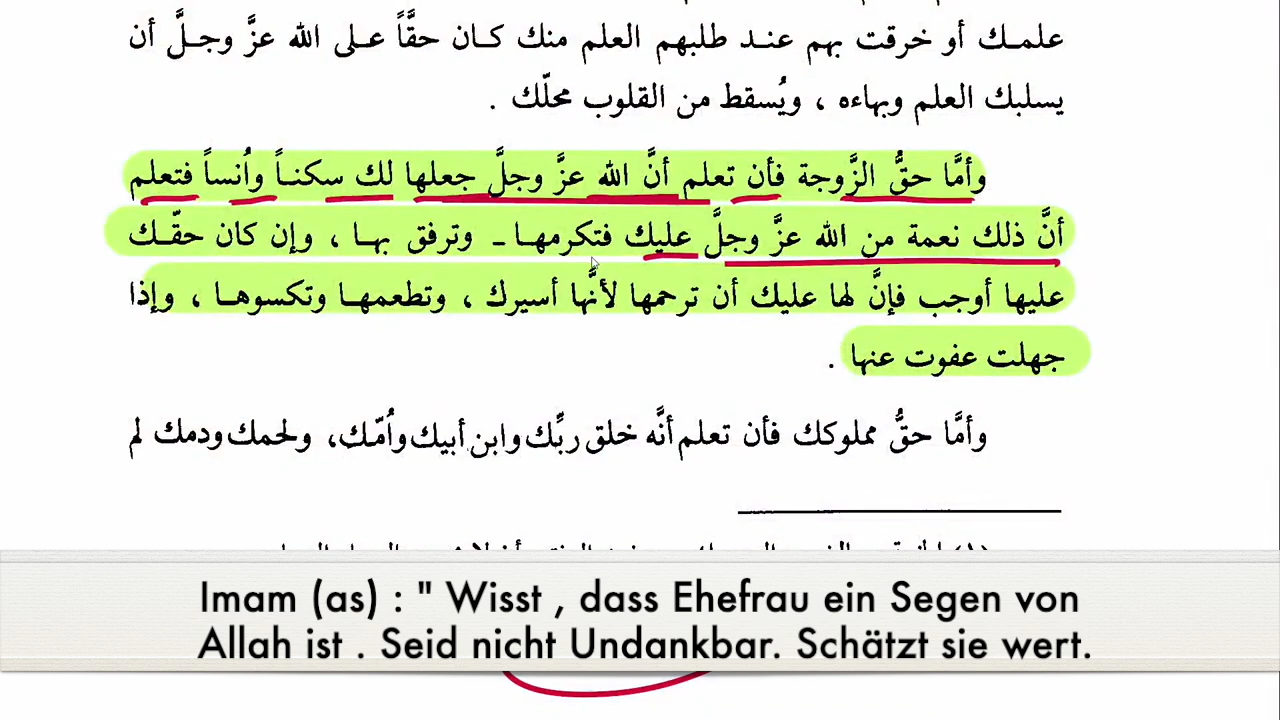 علمك أو خرقت بهم عند طلبهم العلم منك كان حقّاً على الله عزَّ وجلَّ أن
يسلبك العلم وبهاءه ، ويُسقط من القلوب محلّك .
وأمَّا حقُّ الزَّوجة فأن تعلم أنَّ الله عزَّ وجلَّ جعلها لك سكناً واُنساً فتعلم
أنَّ ذلك نعمة من الله عزَّ وجلَّ عليك فتكرمها ـ وترفق بها ، وإن كان حقّك
عليها أوجب فإنَّ لها عليك أن ترحمها لأنَّها أسيرك ، وتطعمها وتكسوها ، وإذا
جهلت عفوت عنها .
وأمَّا حقُّ مملوكك فأن تعلم أنَّه خلق ربِّك وابن أبيك واُمّك، ولحمك ودمك لم
Imam (as) : " Wisst , dass Ehefrau ein Segen von
Allah ist . Seid nicht Undankbar. Schätzt sie wert.